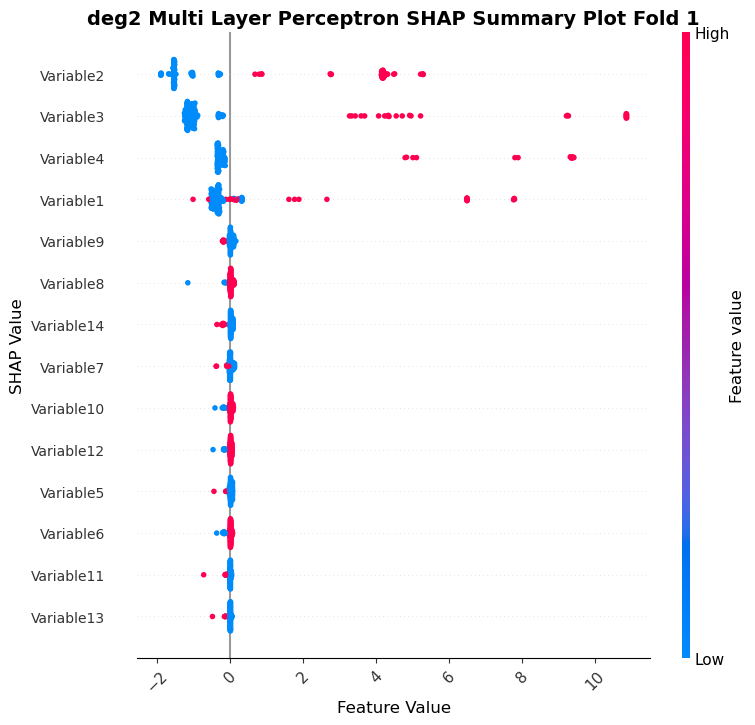 deg2 Multi Layer Perceptron SHAP Summary Plot Fold 1
High
Variable2
Variable3
Variable4
Variable1
Variable9
Variable8
Variable14
Variable7
Variable10
Variable12
Variable5
Variable6
Variable11
Variable13
SHAP Value
Feature value
Low
−2
0
2
4
6
8
10
Feature Value